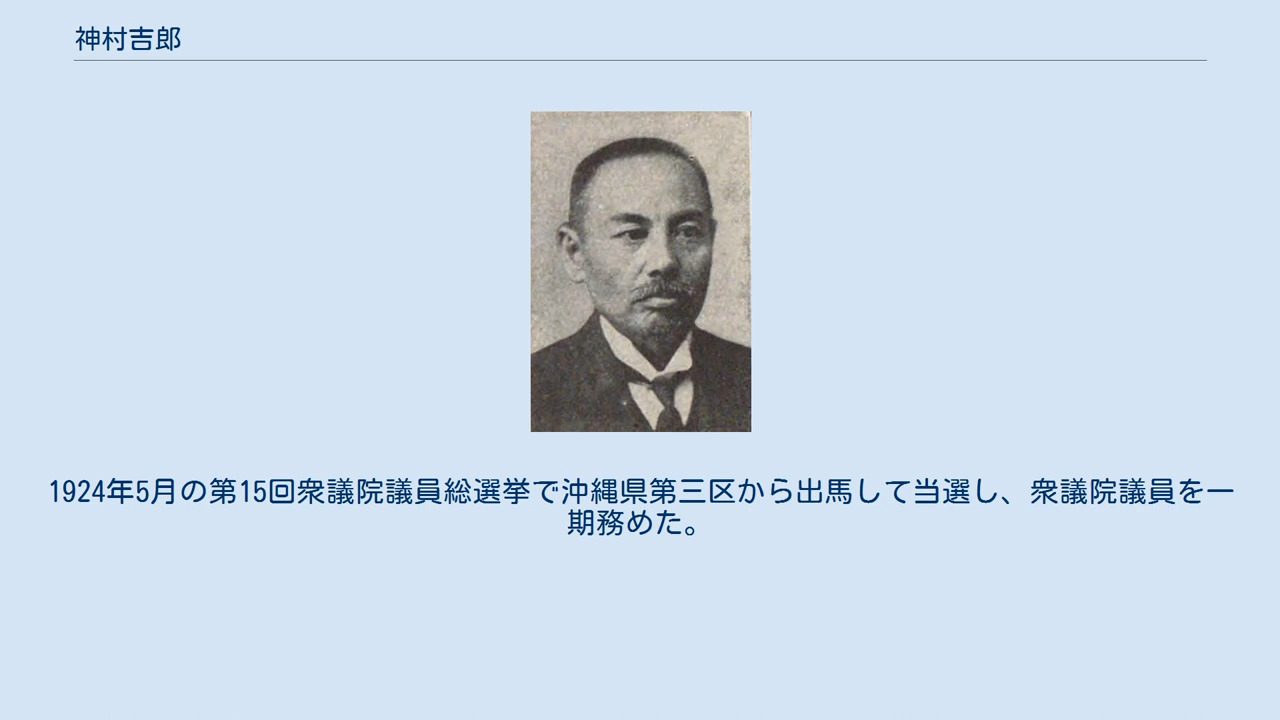 神村吉郎
1924年5月の第15回衆議院議員総選挙で沖縄県第三区から出馬して当選し、衆議院議員を一
期務めた。